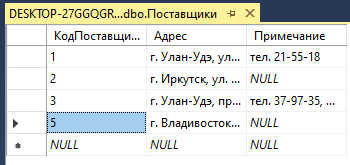 DESKTOP-27GGQGR...dbo.Поставщики
КодПоставщи... Адрес Примечание
1 г. Улан-Удэ, ул.... тел. 21-55-18
2 г. Иркутск, ул. ... NULL
3 г. Улан-Удэ, пр... тел. 37-97-35, ...
5 г. Владивосток... NULL
NULL NULL NULL